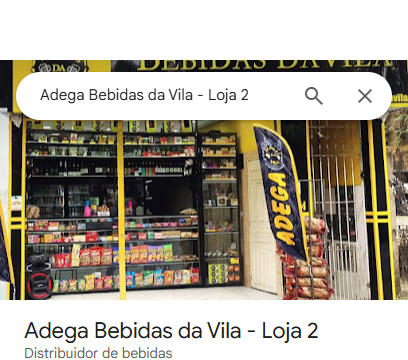 BEBIDAS DA VILA
DA
Adega Bebidas da Vila - Loja 2
ADEGA
Adega Bebidas da Vila - Loja 2
Distribuidor de bebidas